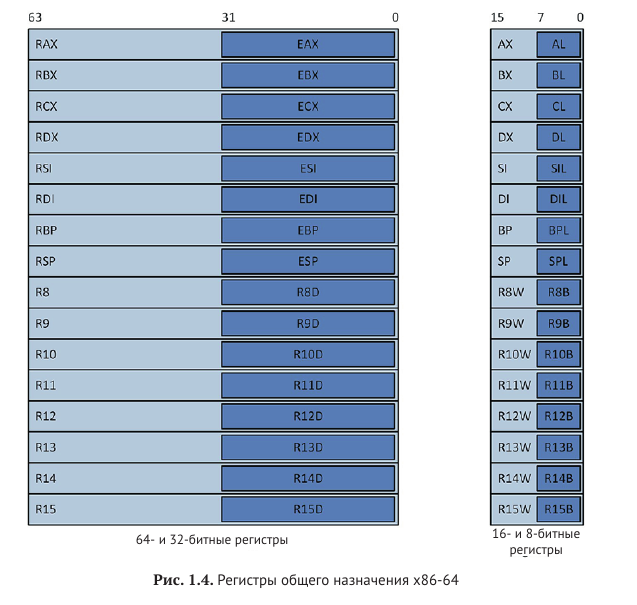 63 31 0 15 7 0
RAX EAX AX AL
RBX EBX BX BL
RCX ECX CX CL
RDX EDX DX DL
RSI ESI SI SIL
RDI EDI DI DIL
RBP EBP BP BPL
RSP ESP SP SPL
R8 R8D R8W R8B
R9 R9D R9W R9B
R10 R10D R10W R10B
R11 R11D R11W R11B
R12 R12D R12W R12B
R13 R13D R13W R13B
R14 R14D R14W R14B
R15 R15D R15W R15B
64- и 32-битные регистры
16- и 8-битные
регистры
Рис. 1.4. Регистры общего назначения x86-64